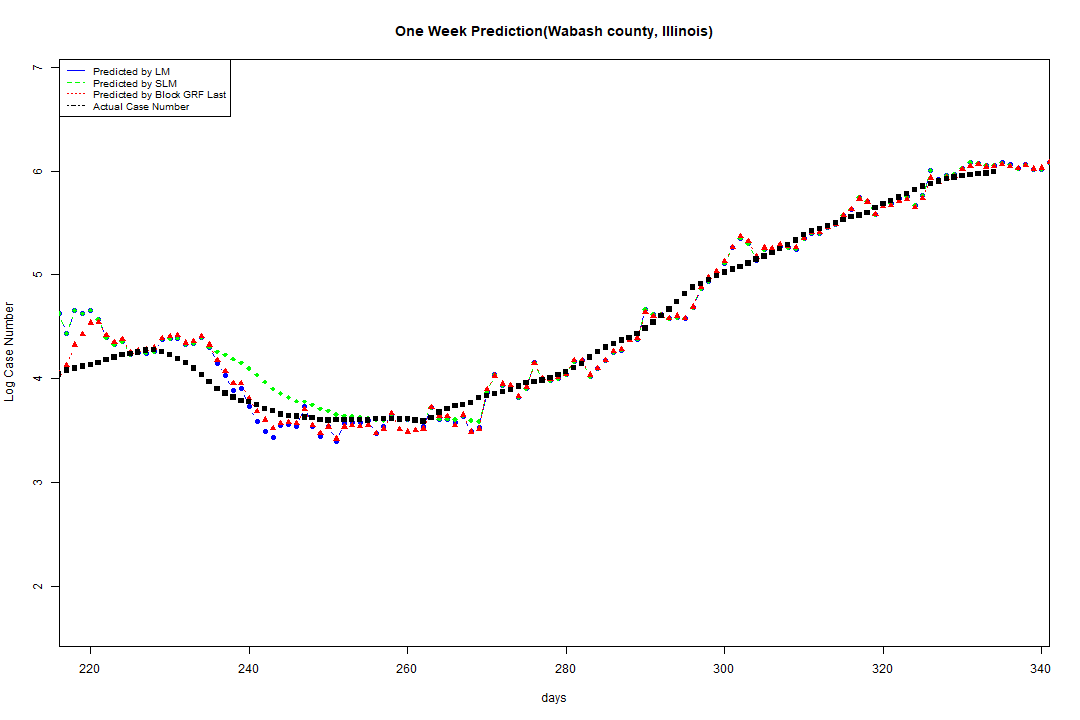 One Week Prediction(Wabash county, Illinois)
Predicted by LM
Predicted by SLM
Predicted by Block GRF Last
Actual Case Number
7
6
5
4
3
2
Log Case Number
220 240 260 280 300 320 340
days